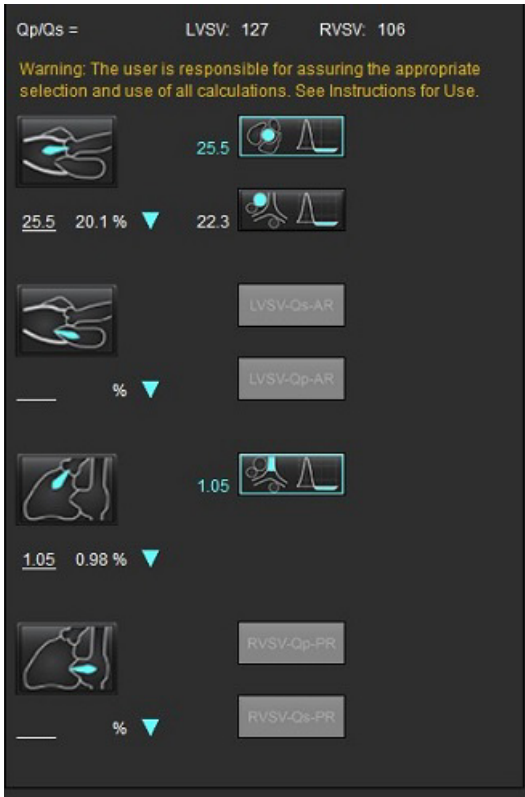 Qp/Qs = LVSV: 127 RVSV: 106
Warning: The user is responsible for assuring the appropriate
selection and use of all calculations. See Instructions for Use.
25.5
25.5 20.1 % 22.3
LVSV-Qs-AR
LVSV-Qp-AR
%
1.05
1.05 0.98 %
RVSV-Qp-PR
RVSV-Qs-PR
%